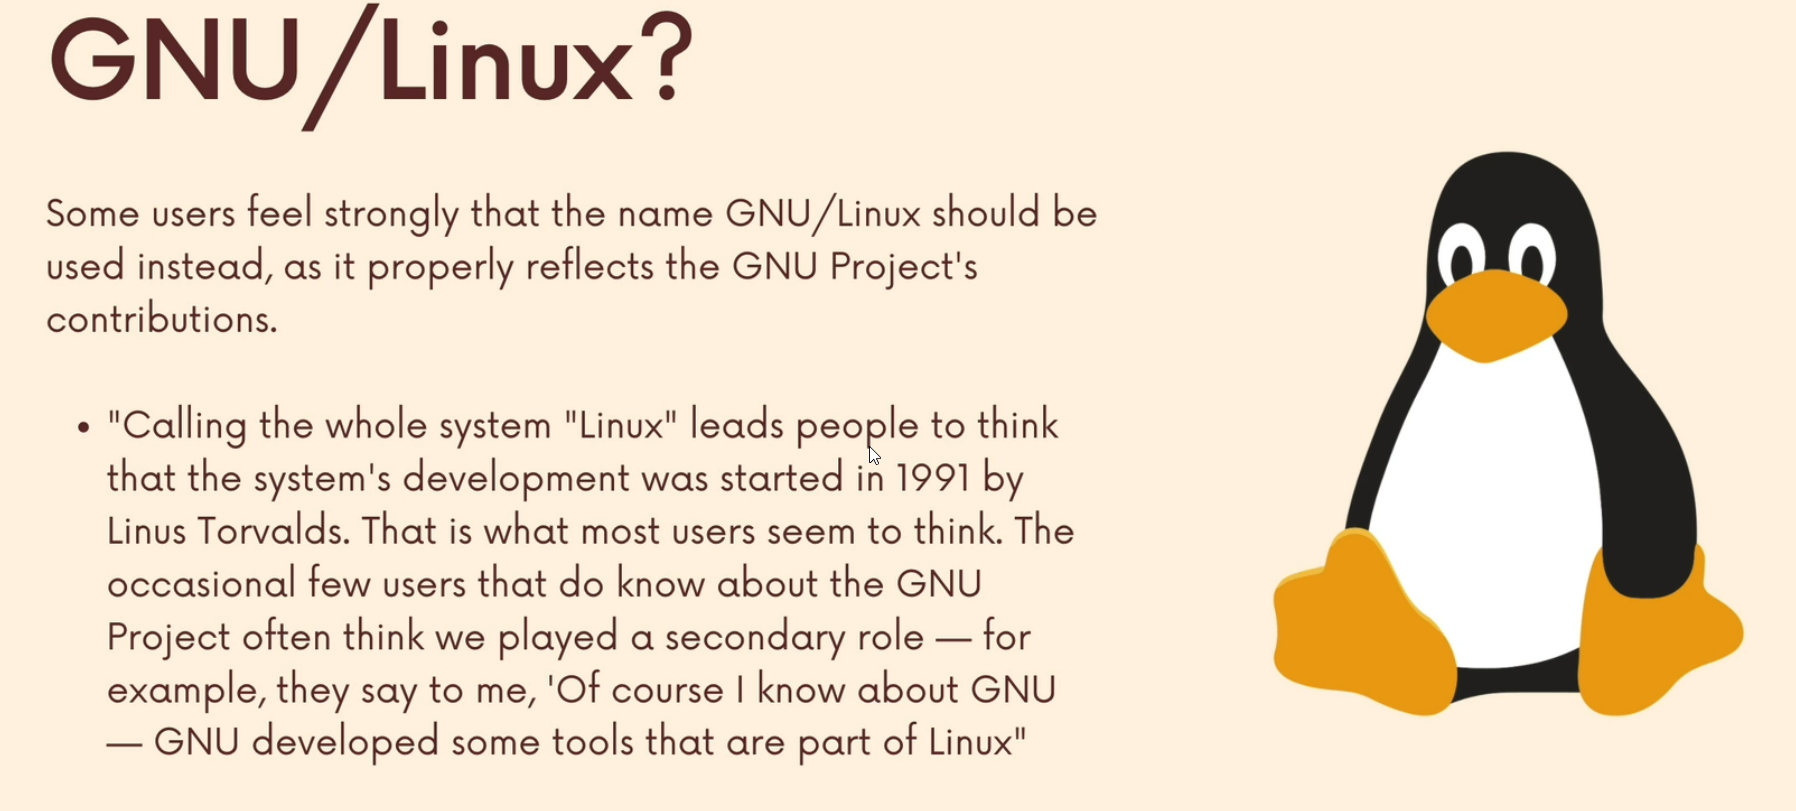 GNU/Linux?
Some users feel strongly that the name GNU/Linux should be
used instead, as it properly reflects the GNU Project's
contributions.
• "Calling the whole system "Linux" leads people to think
that the system's development was started in 1991 by
Linus Torvalds. That is what most users seem to think. The
occasional few users that do know about the GNU
Project often think we played a secondary role — for
example, they say to me, 'Of course I know about GNU
— GNU developed some tools that are part of Linux"